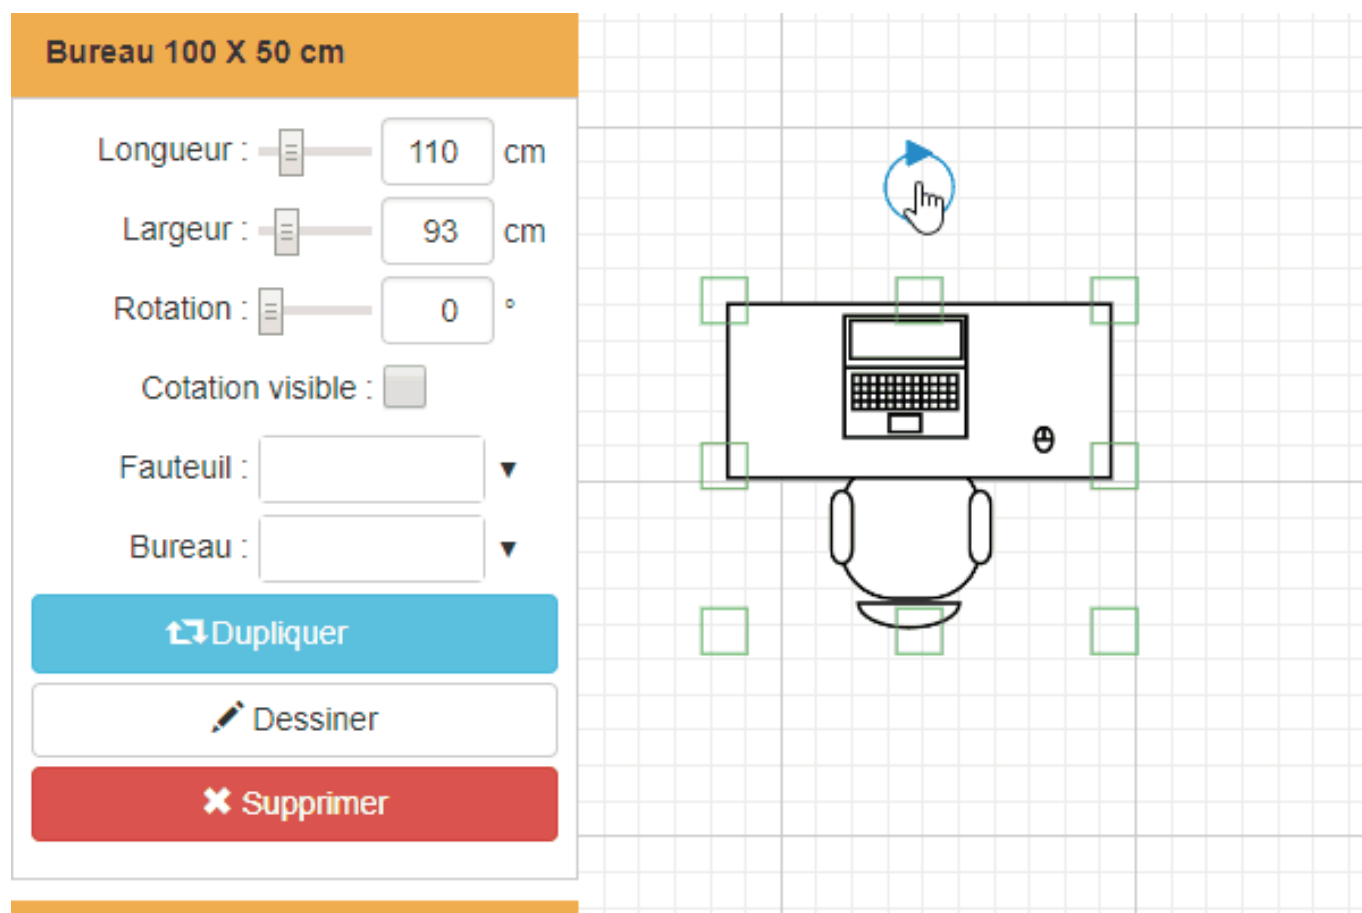 Bureau 100 X 50 cm
Longueur : 110 cm
Largeur : 93 cm
Rotation : 0 °
Cotation visible :
Fauteuil : ▼
Bureau : ▼
Dupliquer
Dessiner
Supprimer